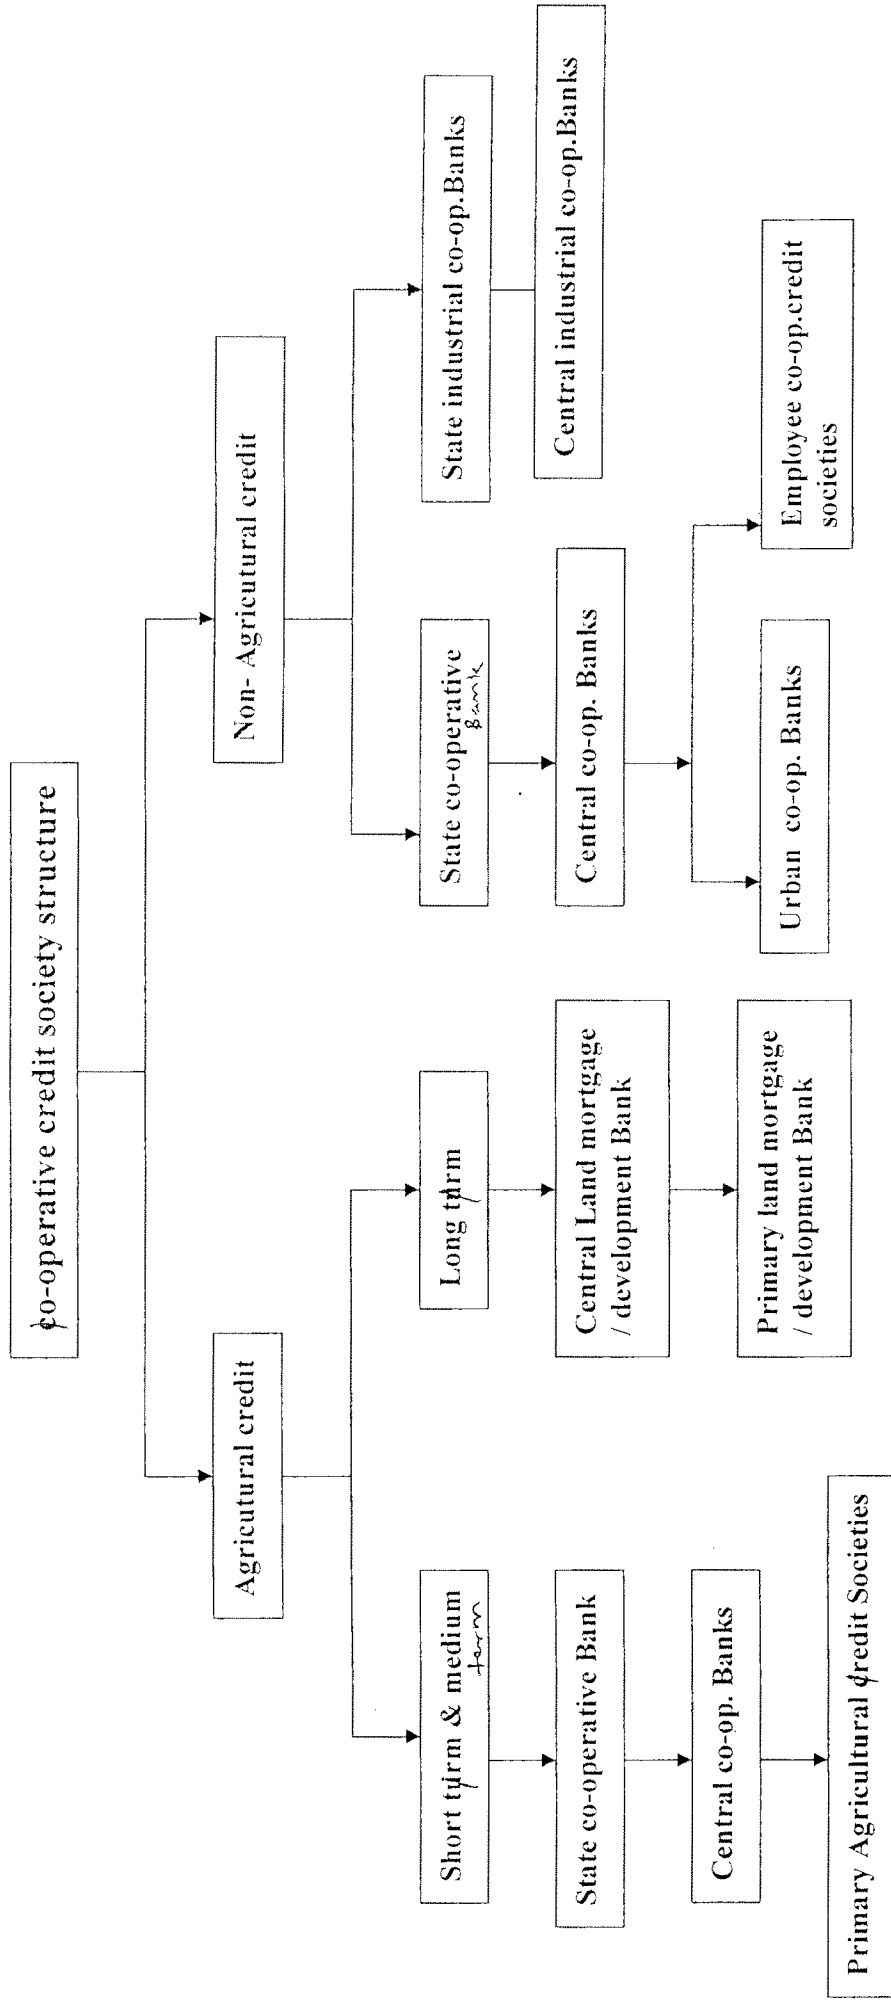 co-operative credit society structure
Agricutural credit
Non- Agricutural credit
Short turm & medium
term
Long turm
State co-operative
Bank
State industrial co-op.Banks
State co-operative Bank
Central Land mortgage
/ development Bank
Central co-op. Banks
Central industrial co-op.Banks
Central co-op. Banks
Primary land mortgage
/ development Bank
Urban co-op. Banks
Employee co-op.credit
societies
Primary Agricultural credit Societies